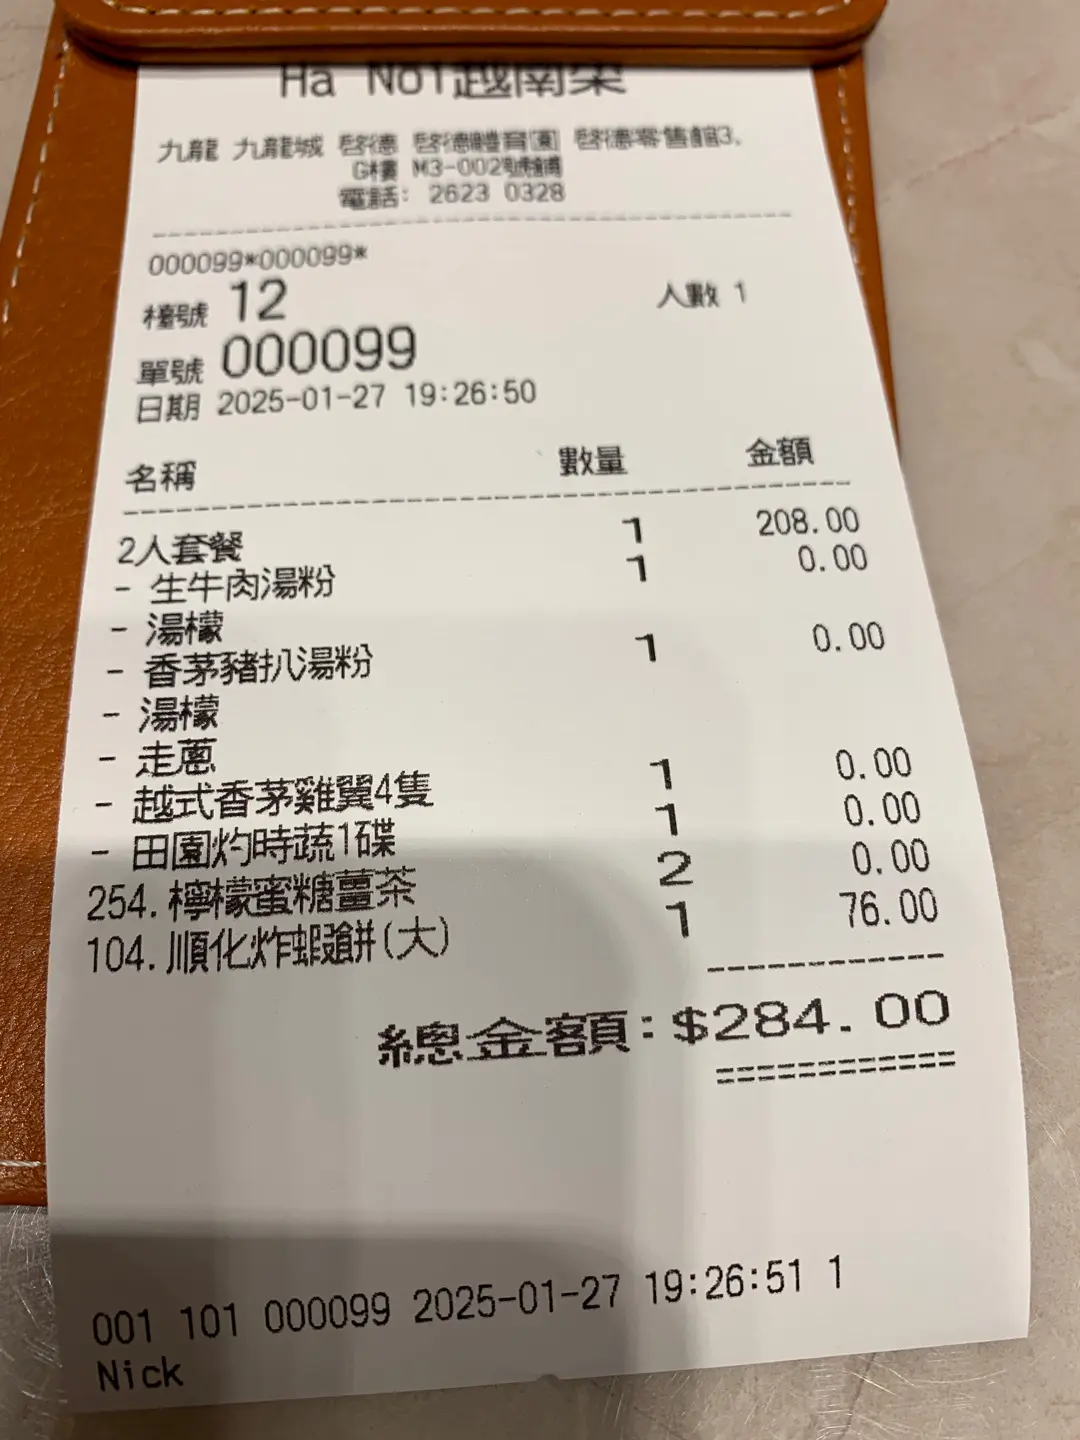 Ha Noi越南榮
九龍 九龍城 啓德 啓德體育園 啓德零售館3,
G樓 M3-002號舖
電話: 2623 0328
000099*000099*
檯號 12 人數 1
單號 000099
日期 2025-01-27 19:26:50
名稱 數量 金額
2人套餐 1 208.00
- 生牛肉湯粉 1 0.00
- 湯檬
- 香茅豬扒湯粉 1 0.00
- 湯檬
- 走蔥
- 越式香茅雞翼4隻 1 0.00
- 田園灼時蔬1碟 1 0.00
254. 檸檬蜜糖薑茶 2 0.00
104. 順化炸蝦餅(大) 1 76.00
總金額:$284.00
============
001 101 000099 2025-01-27 19:26:51 1
Nick